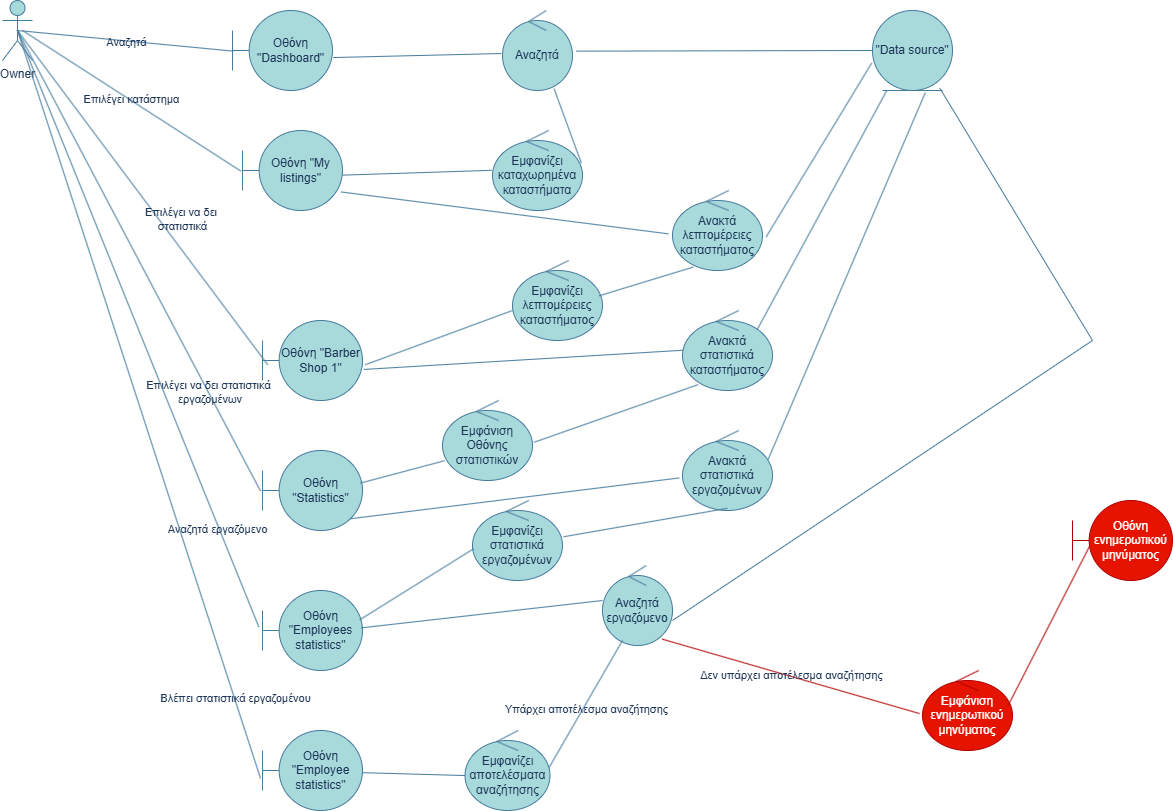 Owner
Αναζητά
Οθόνη
"Dashboard"
Αναζητά
"Data source"
Επιλέγει κατάστημα
Οθόνη "My
listings"
Εμφανίζει
καταχωρημένα
καταστήματα
Επιλέγει να δει
στατιστικά
Ανακτά
λεπτομέρειες
καταστήματος
Εμφανίζει
λεπτομέρειες
καταστήματος
Οθόνη "Barber
Shop 1"
Ανακτά
στατιστικά
καταστήματος
Επιλέγει να δει στατιστικά
εργαζομένων
Εμφάνιση
Οθόνης
στατιστικών
Οθόνη
"Statistics"
Ανακτά
στατιστικά
εργαζομένων
Αναζητά εργαζόμενο
Εμφανίζει
στατιστικά
εργαζομένων
Οθόνη
ενημερωτικού
μηνύματος
Οθόνη
"Employees
statistics"
Αναζητά
εργαζόμενο
Δεν υπάρχει αποτέλεσμα αναζήτησης
Βλέπει στατιστικά εργαζομένου
Υπάρχει αποτέλεσμα αναζήτησης
Εμφάνιση
ενημερωτικού
μηνύματος
Οθόνη
"Employee
statistics"
Εμφανίζει
αποτελέσματα
αναζήτησης